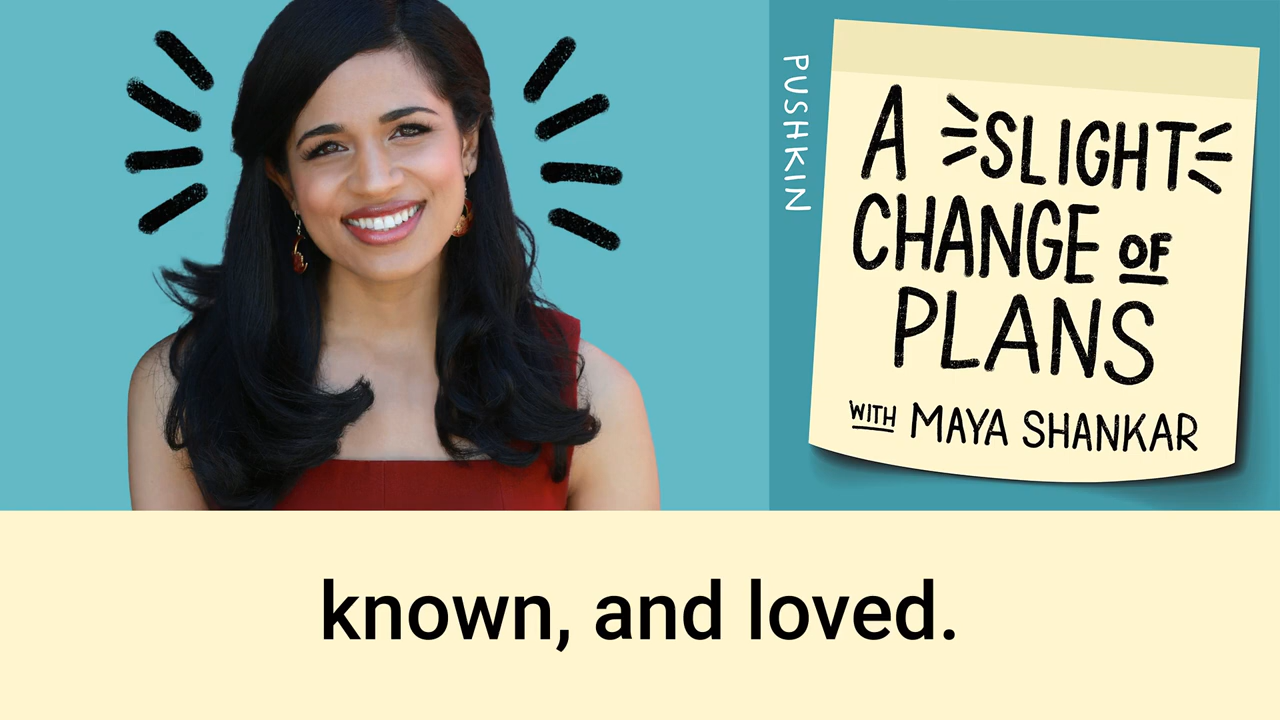 PUSHKIN
A SLIGHT
CHANGE OF
PLANS
WITH MAYA SHANKAR
known, and loved.